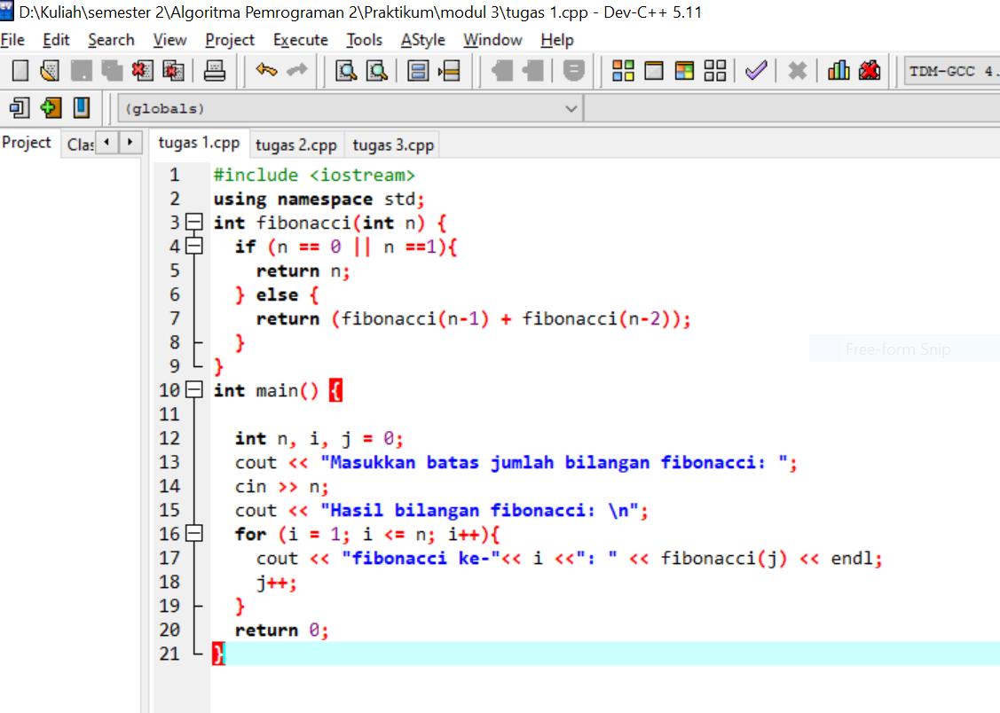 D:\Kuliah\semester 2\Algoritma Pemrograman 2\Praktikum\modul 3\tugas 1.cpp - Dev-C++ 5.11
File Edit Search View Project Execute Tools AStyle Window Help
TDM-GCC 4.
(globals)
Project Clas tugas 1.cpp tugas 2.cpp tugas 3.cpp
1 #include <iostream>
2 using namespace std;
3 int fibonacci(int n) {
4 if (n == 0 || n ==1){
5 return n;
6 } else {
7 return (fibonacci(n-1) + fibonacci(n-2));
8 }
9 }
10 int main() {
11
12 int n, i, j = 0;
13 cout << "Masukkan batas jumlah bilangan fibonacci: ";
14 cin >> n;
15 cout << "Hasil bilangan fibonacci: \n";
16 for (i = 1; i <= n; i++){
17 cout << "fibonacci ke-"<< i <<": " << fibonacci(j) << endl;
18 j++;
19 }
20 return 0;
21 }
Free-form Snip